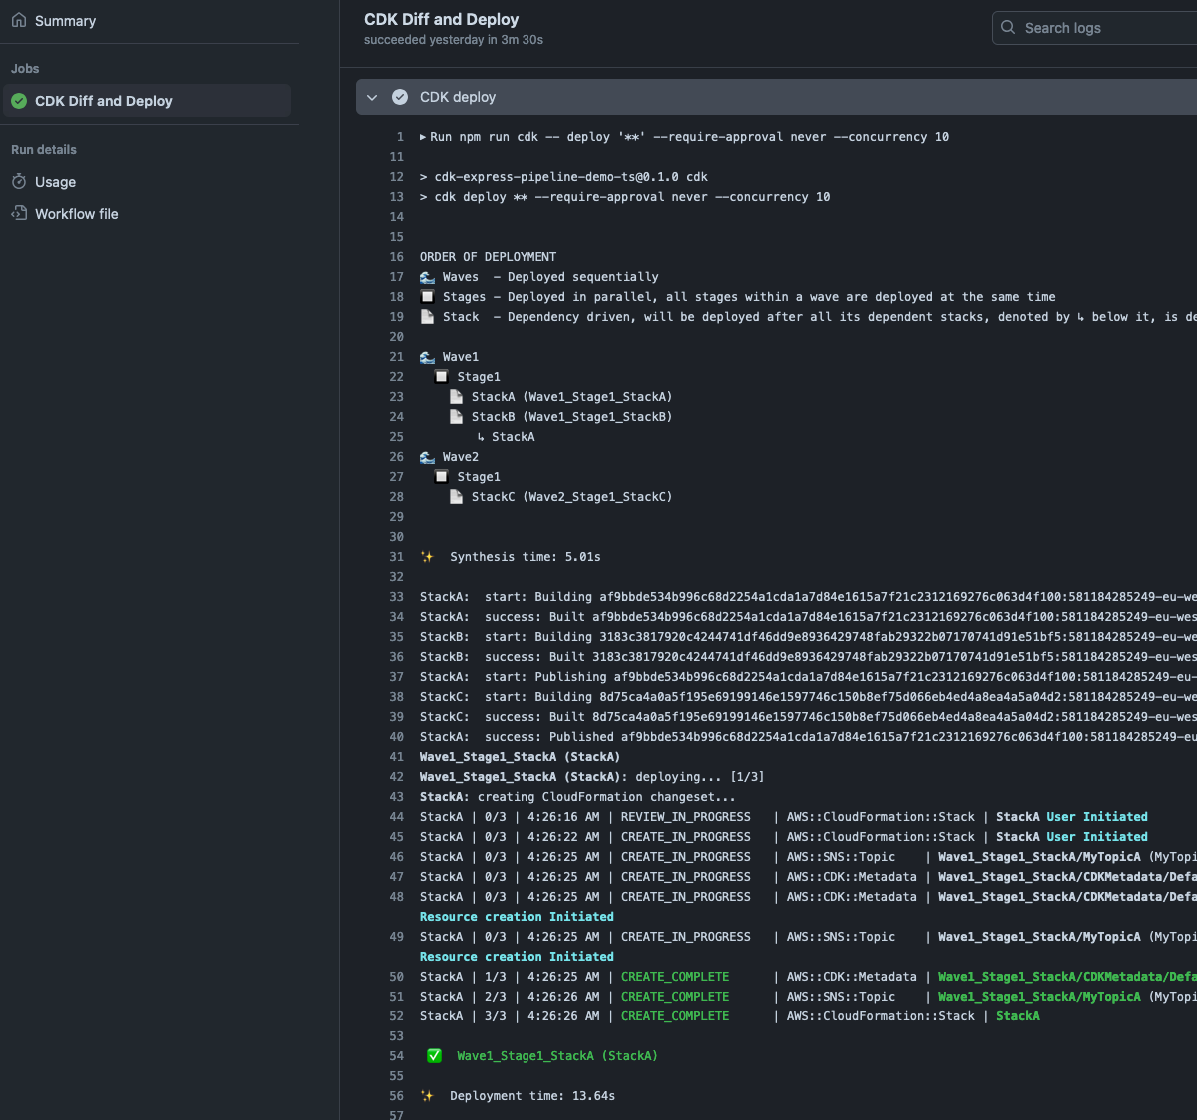 Summary
Jobs
CDK Diff and Deploy
Run details
Usage
Workflow file
CDK Diff and Deploy
succeeded yesterday in 3m 30s
Search logs
CDK deploy
1 ▸ Run npm run cdk -- deploy '**' --require-approval never --concurrency 10
11
12 > cdk-express-pipeline-demo-ts@0.1.0 cdk
13 > cdk deploy ** --require-approval never --concurrency 10
14
15
16 ORDER OF DEPLOYMENT
17 🌊 Waves  - Deployed sequentially
18 🔲 Stages - Deployed in parallel, all stages within a wave are deployed at the same time
19 📄 Stack  - Dependency driven, will be deployed after all its dependent stacks, denoted by ↳ below it, is de
20
21 🌊 Wave1
22 🔲 Stage1
23 📄 StackA (Wave1_Stage1_StackA)
24 📄 StackB (Wave1_Stage1_StackB)
25 ↳ StackA
26 🌊 Wave2
27 🔲 Stage1
28 📄 StackC (Wave2_Stage1_StackC)
29
30
31 ✨  Synthesis time: 5.01s
32
33 StackA:  start: Building af9bbde534b996c68d2254a1cda1a7d84e1615a7f21c2312169276c063d4f100:581184285249-eu-wes
34 StackA:  success: Built af9bbde534b996c68d2254a1cda1a7d84e1615a7f21c2312169276c063d4f100:581184285249-eu-west
35 StackB:  start: Building 3183c3817920c4244741df46dd9e8936429748fab29322b07170741d91e51bf5:581184285249-eu-wes
36 StackB:  success: Built 3183c3817920c4244741df46dd9e8936429748fab29322b07170741d91e51bf5:581184285249-eu-west
37 StackA:  start: Publishing af9bbde534b996c68d2254a1cda1a7d84e1615a7f21c2312169276c063d4f100:581184285249-eu-
38 StackC:  start: Building 8d75ca4a0a5f195e69199146e1597746c150b8ef75d066eb4ed4a8ea4a5a04d2:581184285249-eu-wes
39 StackC:  success: Built 8d75ca4a0a5f195e69199146e1597746c150b8ef75d066eb4ed4a8ea4a5a04d2:581184285249-eu-west
40 StackA:  success: Published af9bbde534b996c68d2254a1cda1a7d84e1615a7f21c2312169276c063d4f100:581184285249-eu
41 Wave1_Stage1_StackA (StackA)
42 Wave1_Stage1_StackA (StackA): deploying... [1/3]
43 StackA: creating CloudFormation changeset...
44 StackA | 0/3 | 4:26:16 AM | REVIEW_IN_PROGRESS   | AWS::CloudFormation::Stack | StackA User Initiated
45 StackA | 0/3 | 4:26:22 AM | CREATE_IN_PROGRESS   | AWS::CloudFormation::Stack | StackA User Initiated
46 StackA | 0/3 | 4:26:25 AM | CREATE_IN_PROGRESS   | AWS::SNS::Topic    | Wave1_Stage1_StackA/MyTopicA (MyTopi
47 StackA | 0/3 | 4:26:25 AM | CREATE_IN_PROGRESS   | AWS::CDK::Metadata | Wave1_Stage1_StackA/CDKMetadata/Defa
48 StackA | 0/3 | 4:26:25 AM | CREATE_IN_PROGRESS   | AWS::CDK::Metadata | Wave1_Stage1_StackA/CDKMetadata/Defa
Resource creation Initiated
49 StackA | 0/3 | 4:26:25 AM | CREATE_IN_PROGRESS   | AWS::SNS::Topic    | Wave1_Stage1_StackA/MyTopicA (MyTopi
Resource creation Initiated
50 StackA | 1/3 | 4:26:25 AM | CREATE_COMPLETE      | AWS::CDK::Metadata | Wave1_Stage1_StackA/CDKMetadata/Defa
51 StackA | 2/3 | 4:26:26 AM | CREATE_COMPLETE      | AWS::SNS::Topic    | Wave1_Stage1_StackA/MyTopicA (MyTopi
52 StackA | 3/3 | 4:26:26 AM | CREATE_COMPLETE      | AWS::CloudFormation::Stack | StackA
53
54 ✅  Wave1_Stage1_StackA (StackA)
55
56 ✨  Deployment time: 13.64s
57